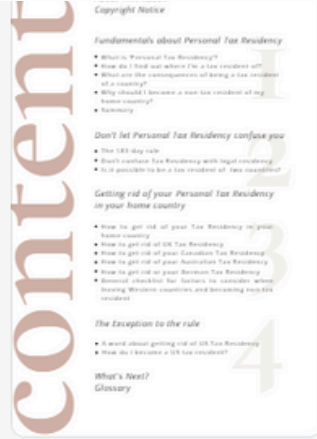 content
Copyright Notice
Fundamentals about Personal Tax Residency
1
• What is 'Personal Tax Residency'?
• How do I find out where I'm a tax resident of?
• What are the consequences of being a tax resident
of a country?
• Why should I become a non-tax resident of my
home country?
• Summary
Don't let Personal Tax Residency confuse you
2
• The 183 day rule
• Don't confuse Tax Residency with legal residency
• Is it possible to be a tax resident of two countries?
Getting rid of your Personal Tax Residency
in your home country
3
• How to get rid of your Tax Residency in your
home country
• How to get rid of UK Tax Residency
• How to get rid of your Canadian Tax Residency
• How to get rid of your Australian Tax Residency
• How to get rid or your German Tax Residency
• General checklist for factors to consider when
leaving Western countries and becoming non-tax
resident
The Exception to the rule
4
• A word about getting rid of US Tax Residency
• How do I become a US tax resident?
What's Next?
Glossary